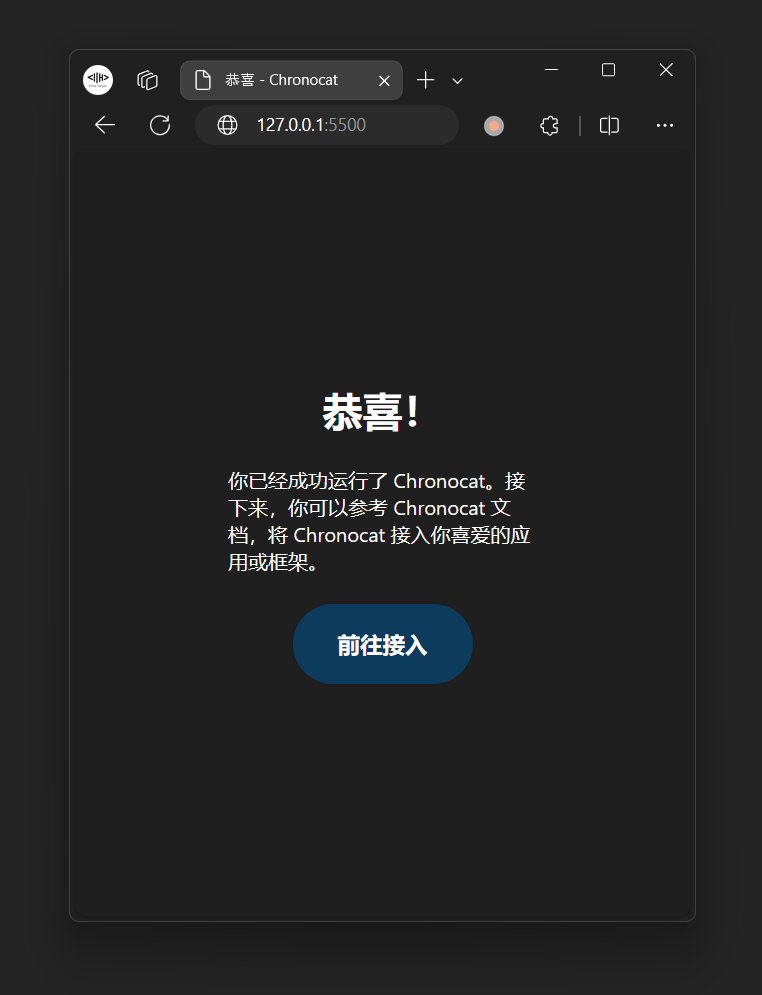 恭喜 - Chronocat
127.0.0.1:5500
恭喜！
你已经成功运行了 Chronocat。接
下来，你可以参考 Chronocat 文
档，将 Chronocat 接入你喜爱的应
用或框架。
前往接入